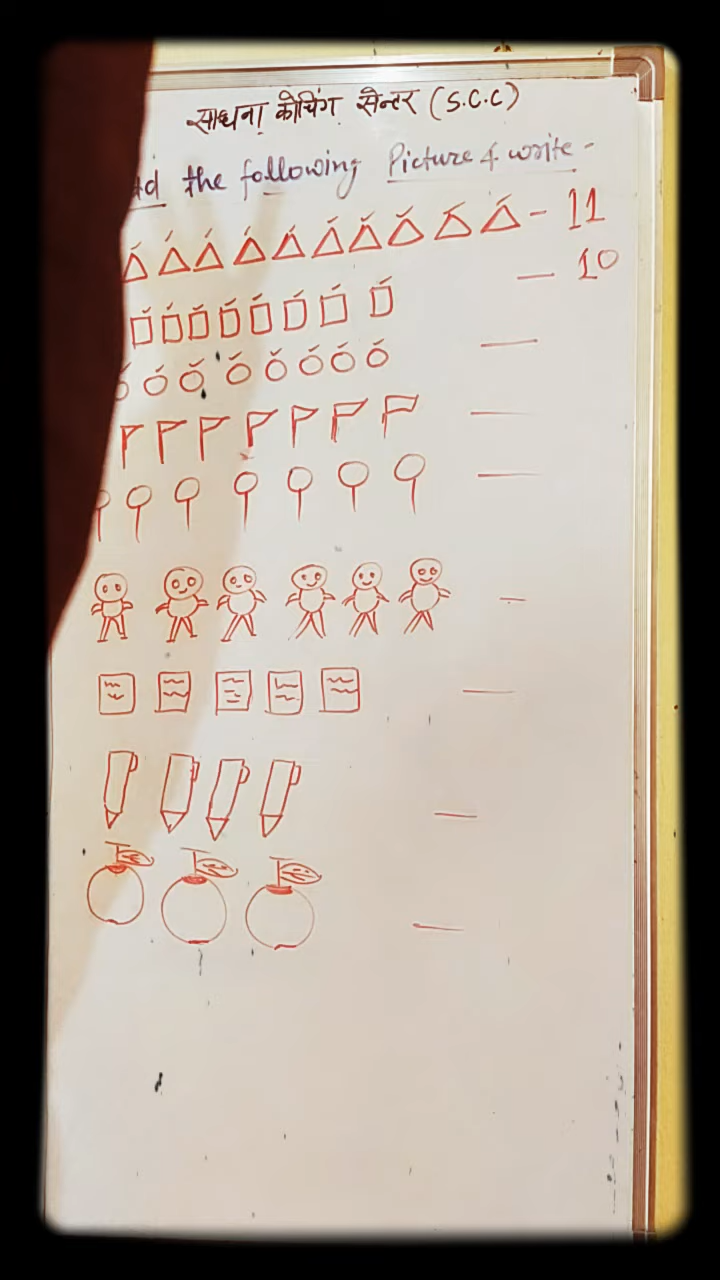 साधना कोचिंग सेन्टर (S.C.C)
the following Picture & write -
- 11
- 10